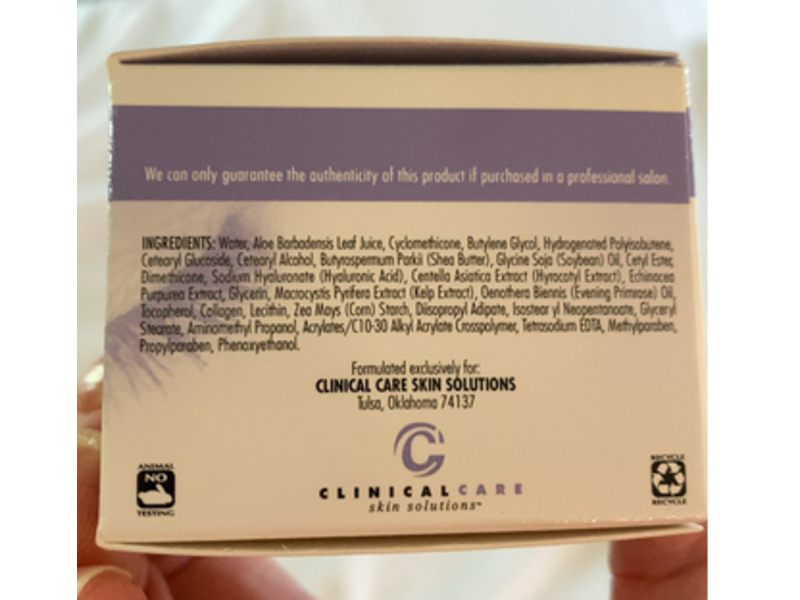 We can only guarantee the authenticity of this product if purchased in a professional salon.
INGREDIENTS: Water, Aloe Barbadensis Leaf Juice, Cyclomethicone, Butylene Glycol, Hydrogenated Polyisobutene,
Cetearyl Glucoside, Cetearyl Alcohol, Butyrospermum Parkii (Shea Butter), Glycine Soja (Soybean) Oil, Cetyl Ester,
Dimethicone, Sodium Hyaluronate (Hyaluronic Acid), Centella Asiatica Extract (Hyrocotyl Extract), Echinacea
Purpurea Extract, Glycerin, Macrocystis Pyrifera Extract (Kelp Extract), Oenothera Biennis (Evening Primrose) Oil,
Tocopherol, Collagen, Lecithin, Zea Mays (Corn) Starch, Diisopropyl Adipate, Isostearyl Neopentanoate, Glyceryl
Stearate, Aminomethyl Propanol, Acrylates/C10-30 Alkyl Acrylate Crosspolymer, Tetrasodium EDTA, Methylparaben,
Propylparaben, Phenoxyethanol.
Formulated exclusively for:
CLINICAL CARE SKIN SOLUTIONS
Tulsa, Oklahoma 74137
CLINICALCARE
skin solutions™
ANIMAL
NO
TESTING
RECYCLE
RECYCLE